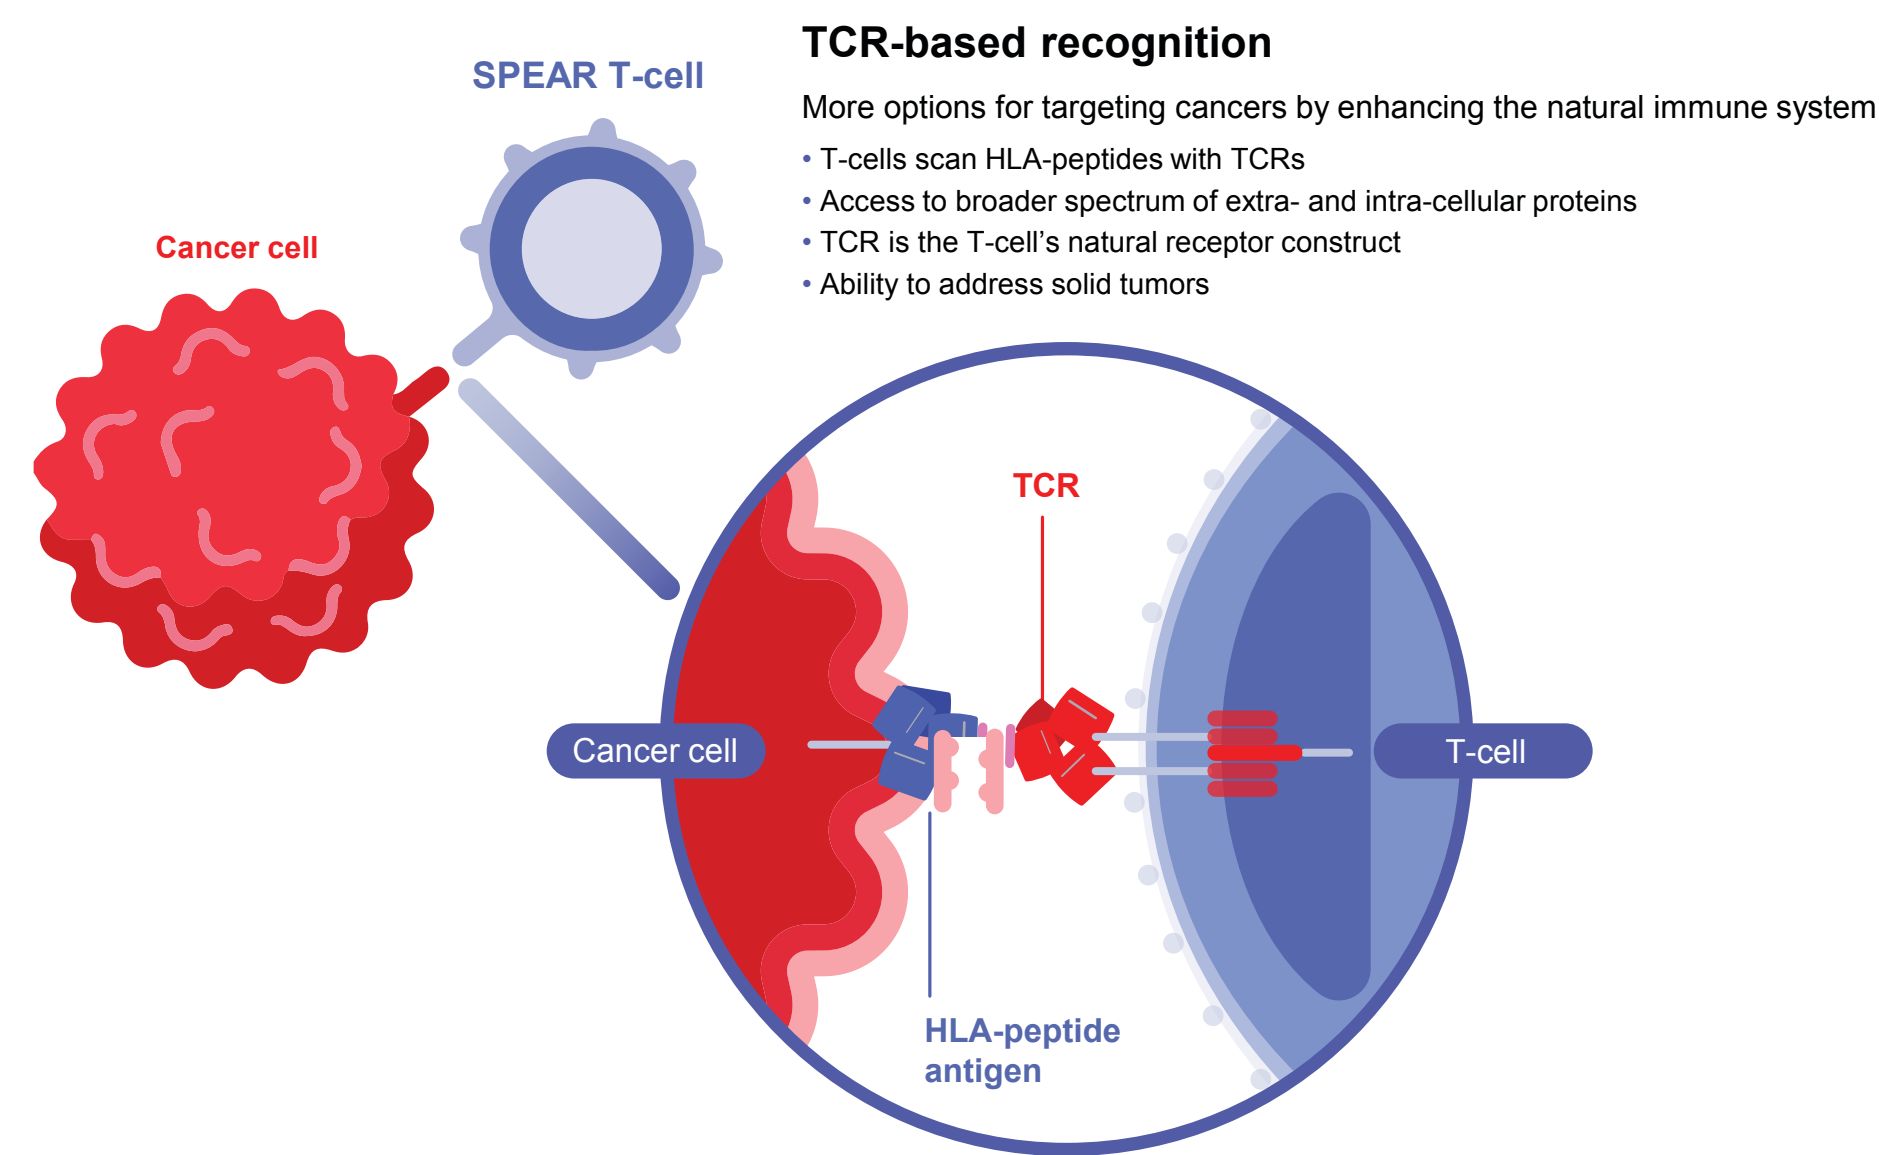 TCR-based recognition
SPEAR T-cell
More options for targeting cancers by enhancing the natural immune system
• T-cells scan HLA-peptides with TCRs
• Access to broader spectrum of extra- and intra-cellular proteins
• TCR is the T-cell’s natural receptor construct
• Ability to address solid tumors
Cancer cell
TCR
Cancer cell
T-cell
HLA-peptide
antigen